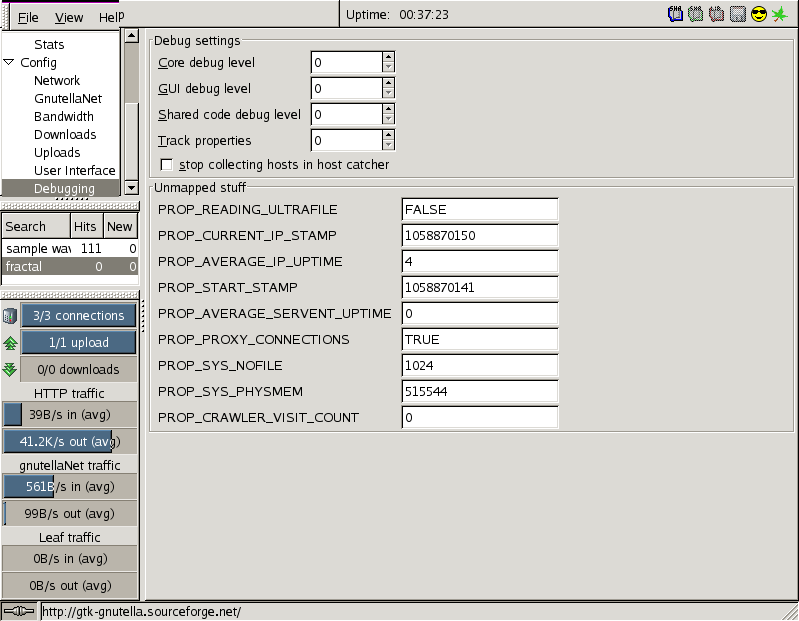 File View Help
Uptime: 00:37:23
Stats
Config
Network
GnutellaNet
Bandwidth
Downloads
Uploads
User Interface
Debugging
Search Hits New
sample wav 111 0
fractal 0 0
3/3 connections
1/1 upload
0/0 downloads
HTTP traffic
39B/s in (avg)
41.2K/s out (avg)
gnutellaNet traffic
561B/s in (avg)
99B/s out (avg)
Leaf traffic
0B/s in (avg)
0B/s out (avg)
Debug settings
Core debug level 0
GUI debug level 0
Shared code debug level 0
Track properties 0
stop collecting hosts in host catcher
Unmapped stuff
PROP_READING_ULTRAFILE FALSE
PROP_CURRENT_IP_STAMP 1058870150
PROP_AVERAGE_IP_UPTIME 4
PROP_START_STAMP 1058870141
PROP_AVERAGE_SERVENT_UPTIME 0
PROP_PROXY_CONNECTIONS TRUE
PROP_SYS_NOFILE 1024
PROP_SYS_PHYSMEM 515544
PROP_CRAWLER_VISIT_COUNT 0
http://gtk-gnutella.sourceforge.net/